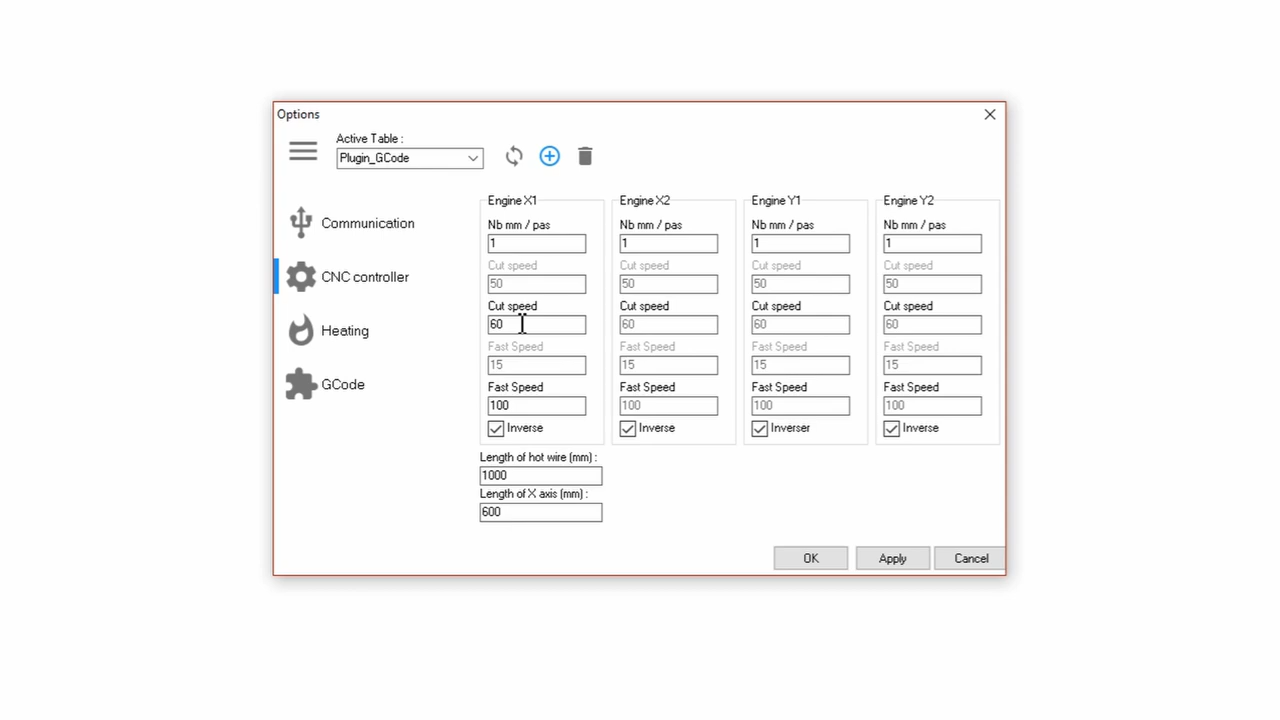 Options
Active Table :
Plugin_GCode
Communication
CNC controller
Heating
GCode
Engine X1
Nb mm / pas
1
Cut speed
50
Cut speed
60
Fast Speed
15
Fast Speed
100
Inverse
Engine X2
Nb mm / pas
1
Cut speed
50
Cut speed
60
Fast Speed
15
Fast Speed
100
Inverse
Engine Y1
Nb mm / pas
1
Cut speed
50
Cut speed
60
Fast Speed
15
Fast Speed
100
Inverser
Engine Y2
Nb mm / pas
1
Cut speed
50
Cut speed
60
Fast Speed
15
Fast Speed
100
Inverse
Length of hot wire (mm) :
1000
Length of X axis (mm) :
600
OK
Apply
Cancel